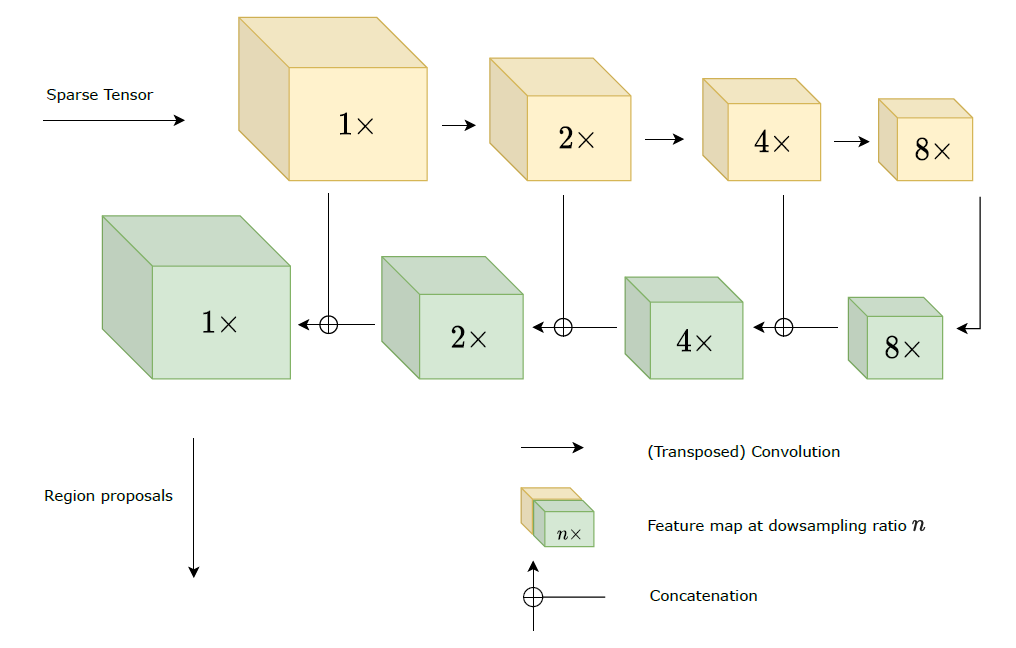 Sparse Tensor
1×
2×
4×
8×
1×
2×
4×
8×
Region proposals
(Transposed) Convolution
n×
Feature map at dowsampling ratio n
Concatenation